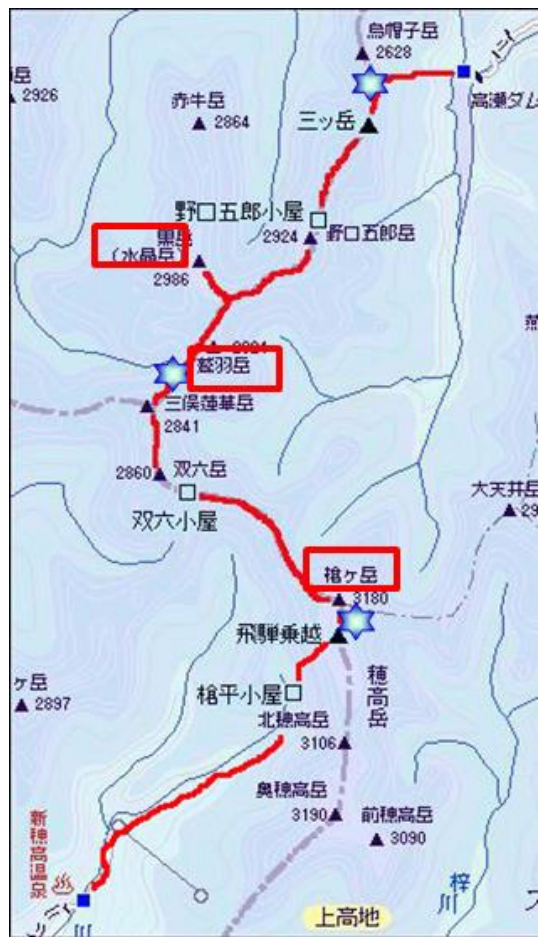 烏帽子岳
2628
岳
2926
赤牛岳
2864
高瀬ダム
三ッ岳
野口五郎小屋
2924
野口五郎岳
黒岳
(水晶岳)
2986
2924
鷲羽岳
三俣蓮華岳
2841
2860
双六岳
双六小屋
大天井岳
槍ヶ岳
3180
飛騨乗越
穂高岳
ヶ岳
2897
槍平小屋
北穂高岳
3106
奥穂高岳
3190
前穂高岳
3090
新穂高温泉
梓川
川
上高地